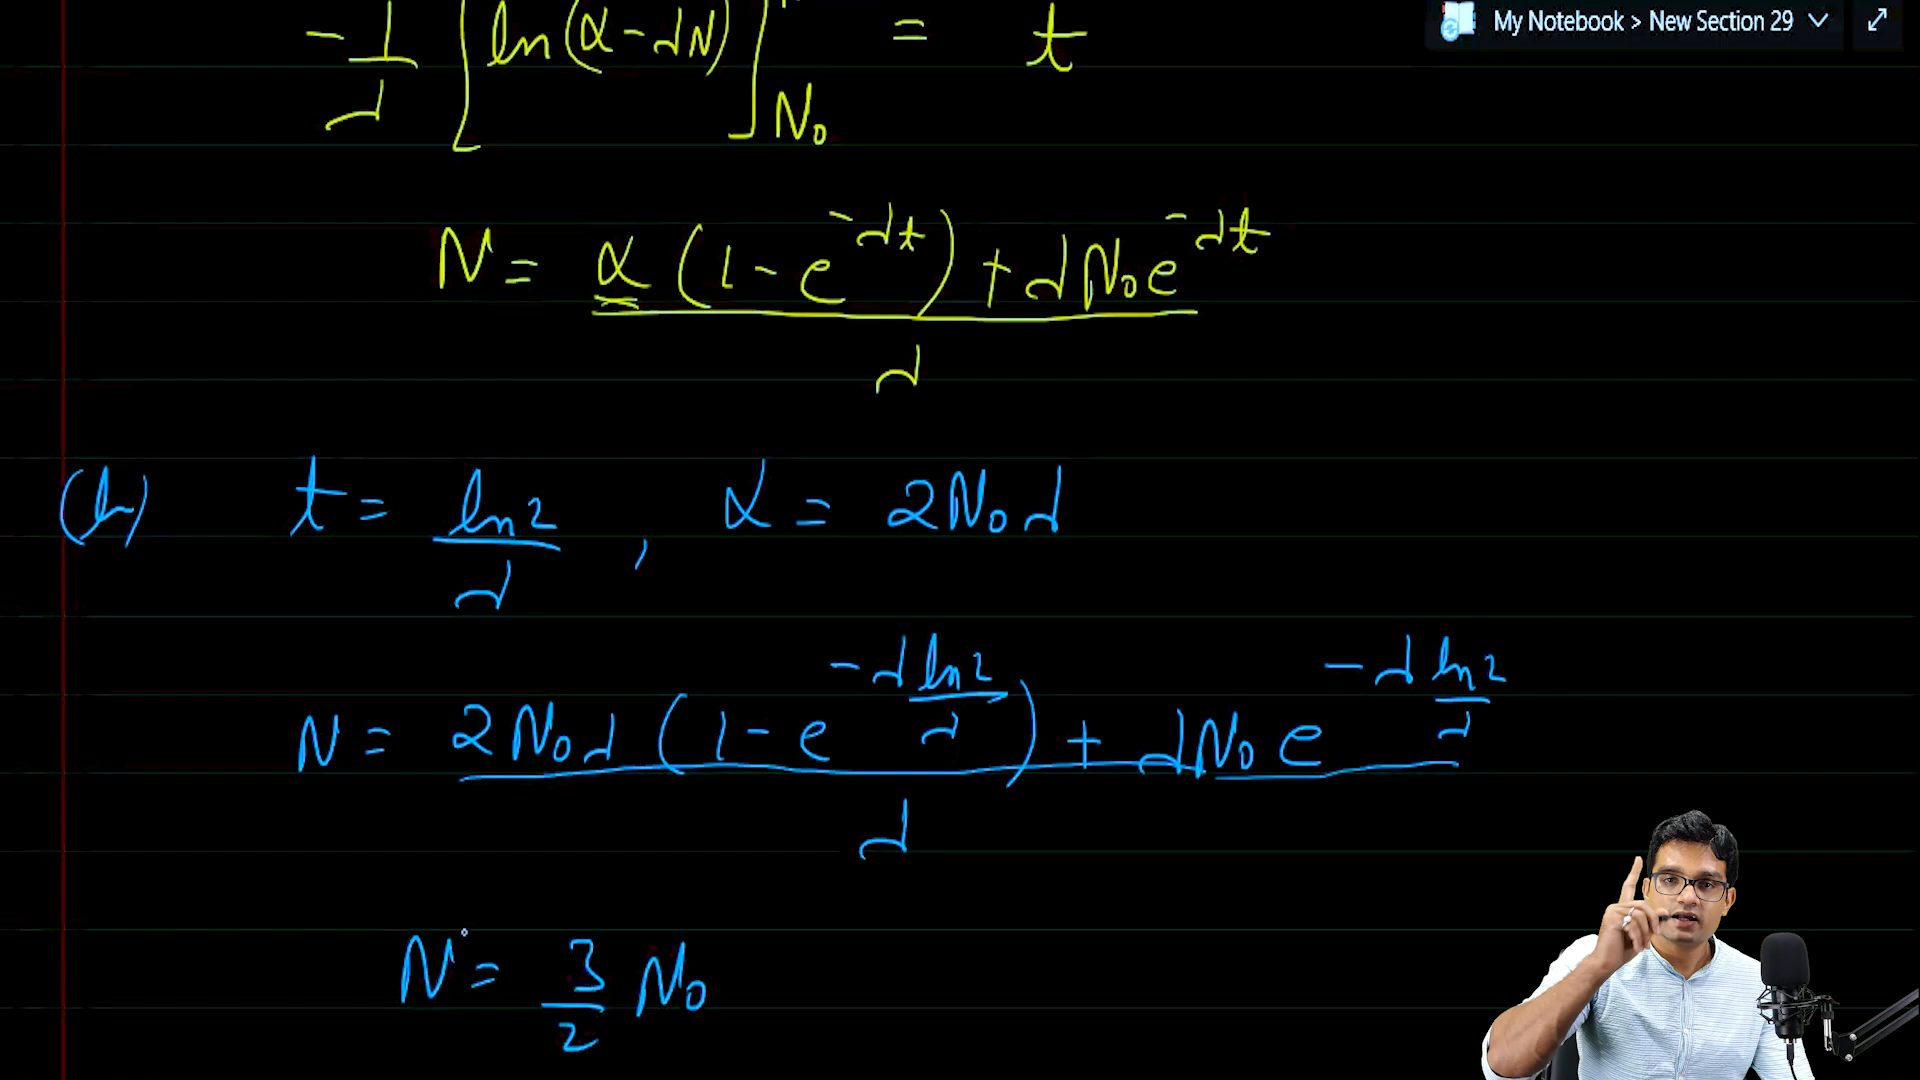 My Notebook > New Section 29
-1/λ [ln(α-λN)]N₀ = t
N = α(1-e^-λt) + λN₀e^-λt / λ
(b) t = ln2/λ , α = 2N₀λ
N = 2N₀λ(1-e^-λ ln2/λ) + λN₀e^-λ ln2/λ / λ
N = 3/2 N₀